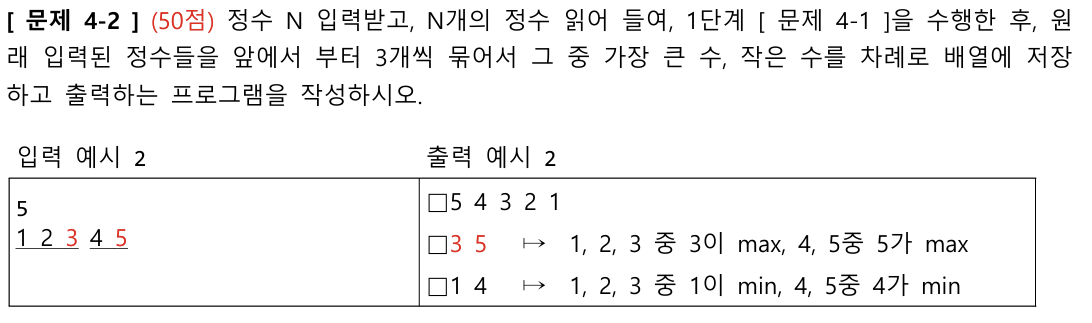 [ 문제 4-2 ] (50점) 정수 N 입력받고, N개의 정수 읽어 들여, 1단계 [ 문제 4-1 ]을 수행한 후, 원
래 입력된 정수들을 앞에서 부터 3개씩 묶어서 그 중 가장 큰 수, 작은 수를 차례로 배열에 저장
하고 출력하는 프로그램을 작성하시오.
입력 예시 2
출력 예시 2
5
1 2 3 4 5
□5 4 3 2 1
□3 5 ↦ 1, 2, 3 중 3이 max, 4, 5중 5가 max
□1 4 ↦ 1, 2, 3 중 1이 min, 4, 5중 4가 min